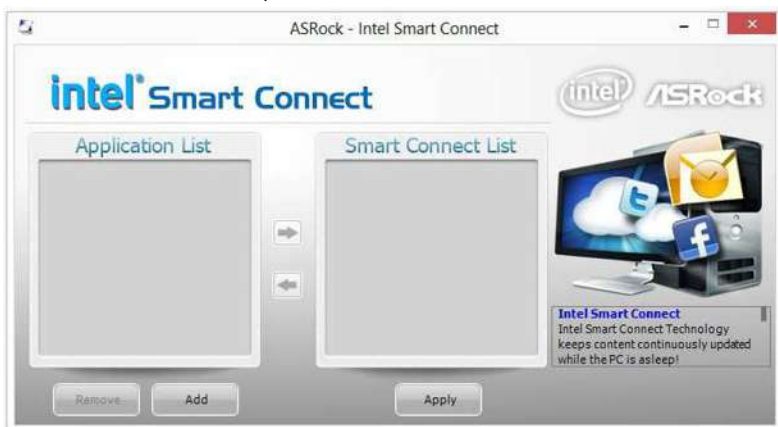 ASRock - Intel Smart Connect
intel® Smart Connect
intel ASRock
Application List
Smart Connect List
Intel Smart Connect
Intel Smart Connect Technology
keeps content continuously updated
while the PC is asleep!
Remove
Add
Apply